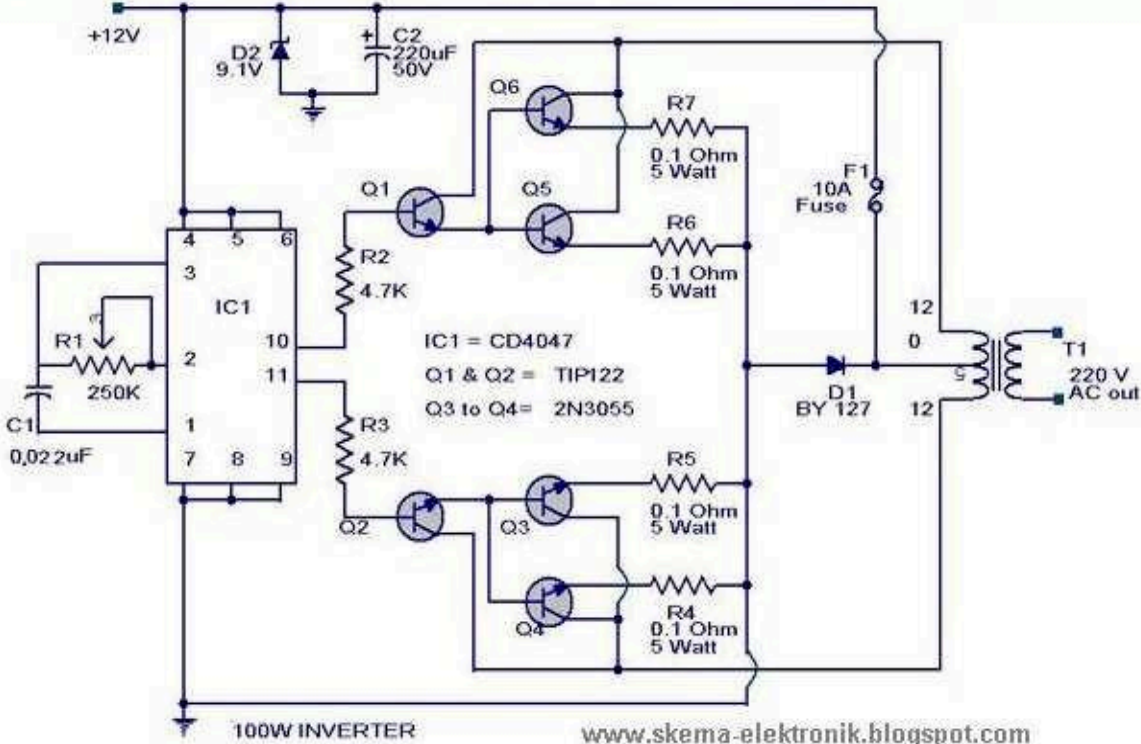 +12V
D2
9.1V
+
C2
220uF
50V
Q6
R7
0.1 Ohm
5 Watt
Q1
Q5
F1
10A
Fuse
R6
0.1 Ohm
5 Watt
4 5 6
3
R2
4.7K
IC1
R1
3
250K
2
10
11
C1
0,022uF
1
7 8 9
IC1 = CD4047
Q1 & Q2 = TIP122
Q3 to Q4= 2N3055
12
0
5
12
T1
220 V
AC out
D1
BY 127
R3
4.7K
R5
0.1 Ohm
5 Watt
Q2
Q3
Q4
R4
0.1 Ohm
5 Watt
100W INVERTER
www.skema-elektronik.blogspot.com